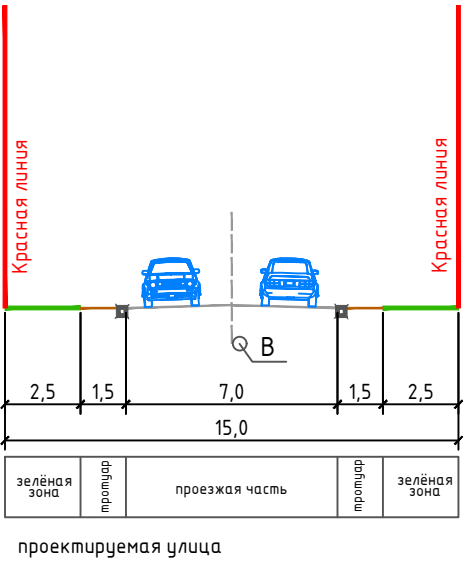 Красная линия
Красная линия
В
2,5
1,5
7,0
1,5
2,5
15,0
зелёная
зона
тротуар
проезжая часть
тротуар
зелёная
зона
проектируемая улица